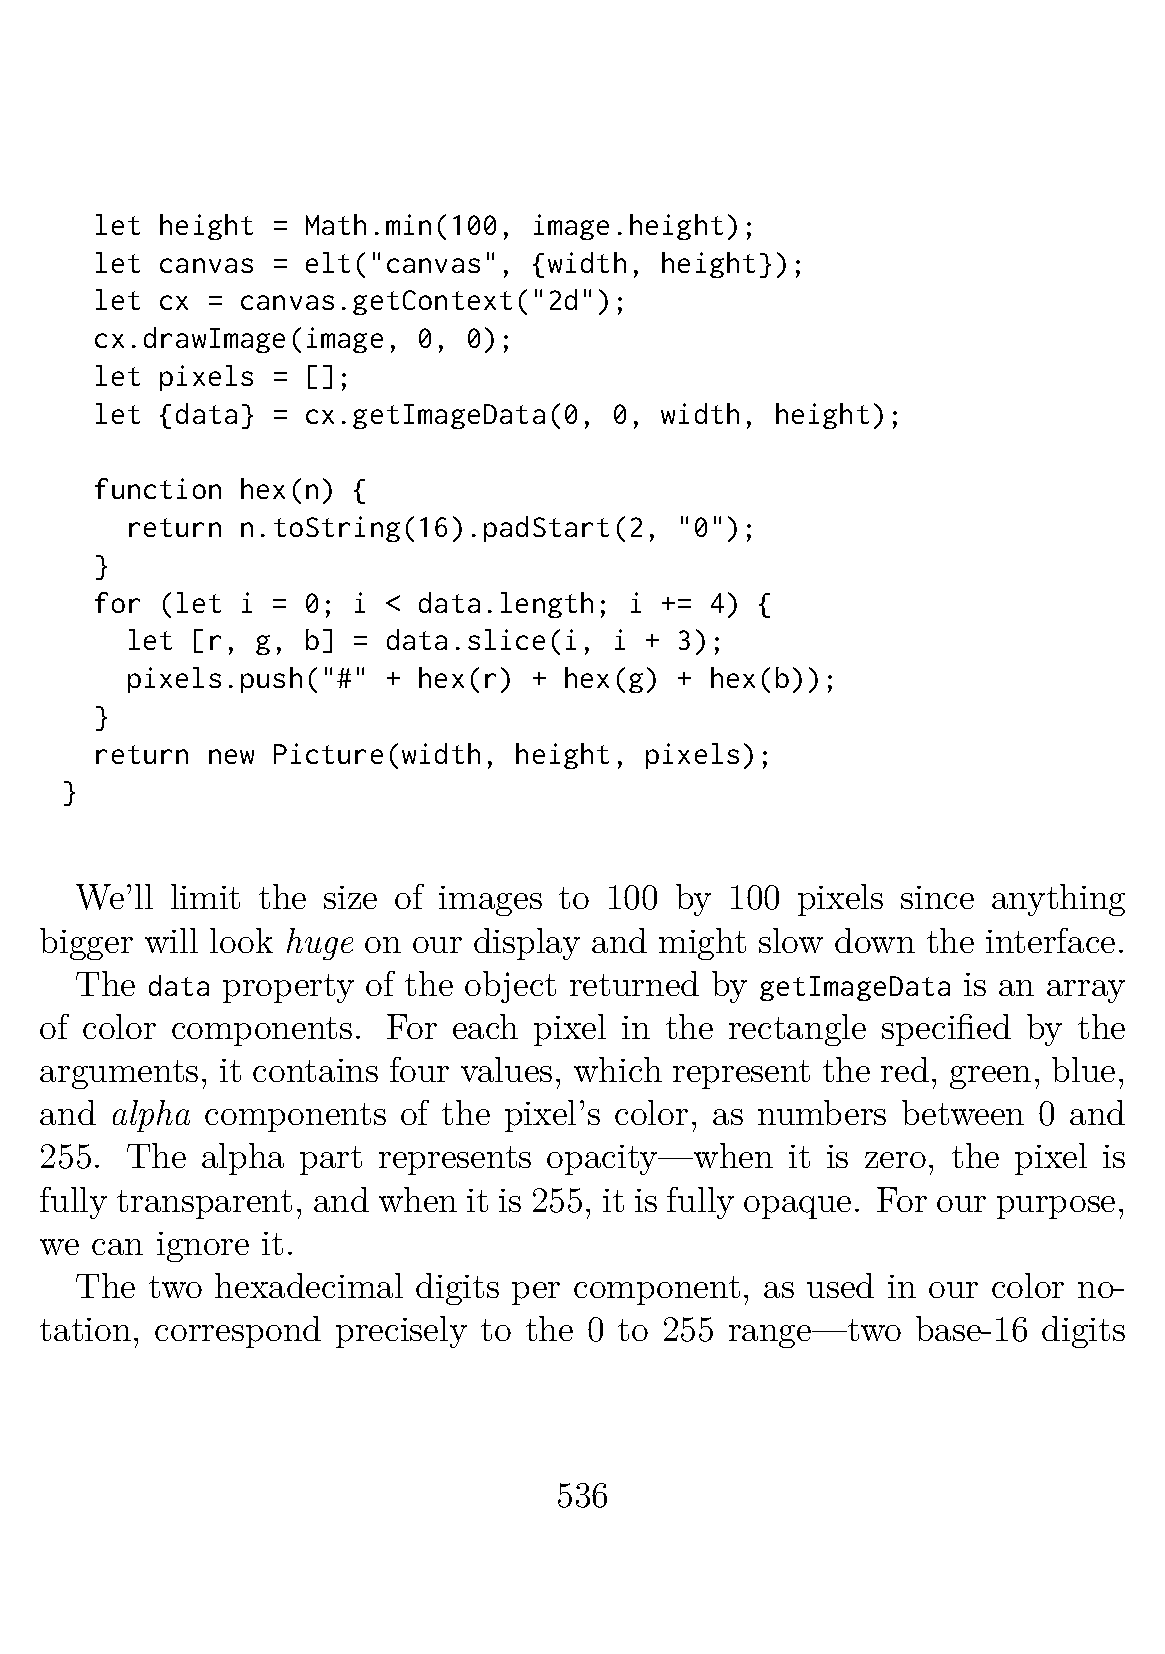 let height = Math.min(100, image.height);
let canvas = elt("canvas", {width, height});
let cx = canvas.getContext("2d");
cx.drawImage(image, 0, 0);
let pixels = [];
let {data} = cx.getImageData(0, 0, width, height);
function hex(n) {
return n.toString(16).padStart(2, "0");
}
for (let i = 0; i < data.length; i += 4) {
let [r, g, b] = data.slice(i, i + 3);
pixels.push("#" + hex(r) + hex(g) + hex(b));
}
return new Picture(width, height, pixels);
}
We’ll limit the size of images to 100 by 100 pixels since anything
bigger will look huge on our display and might slow down the interface.
The data property of the object returned by getImageData is an array
of color components. For each pixel in the rectangle specified by the
arguments, it contains four values, which represent the red, green, blue,
and alpha components of the pixel’s color, as numbers between 0 and
255. The alpha part represents opacity—when it is zero, the pixel is
fully transparent, and when it is 255, it is fully opaque. For our purpose,
we can ignore it.
The two hexadecimal digits per component, as used in our color no-
tation, correspond precisely to the 0 to 255 range—two base-16 digits
536